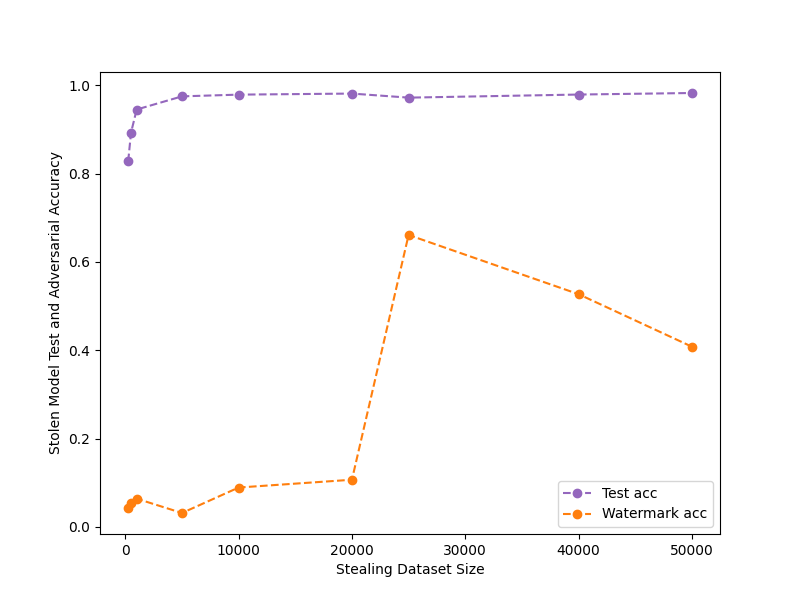 1.0
0.8
0.6
0.4
0.2
0.0
Stolen Model Test and Adversarial Accuracy
Test acc
Watermark acc
0 10000 20000 30000 40000 50000
Stealing Dataset Size